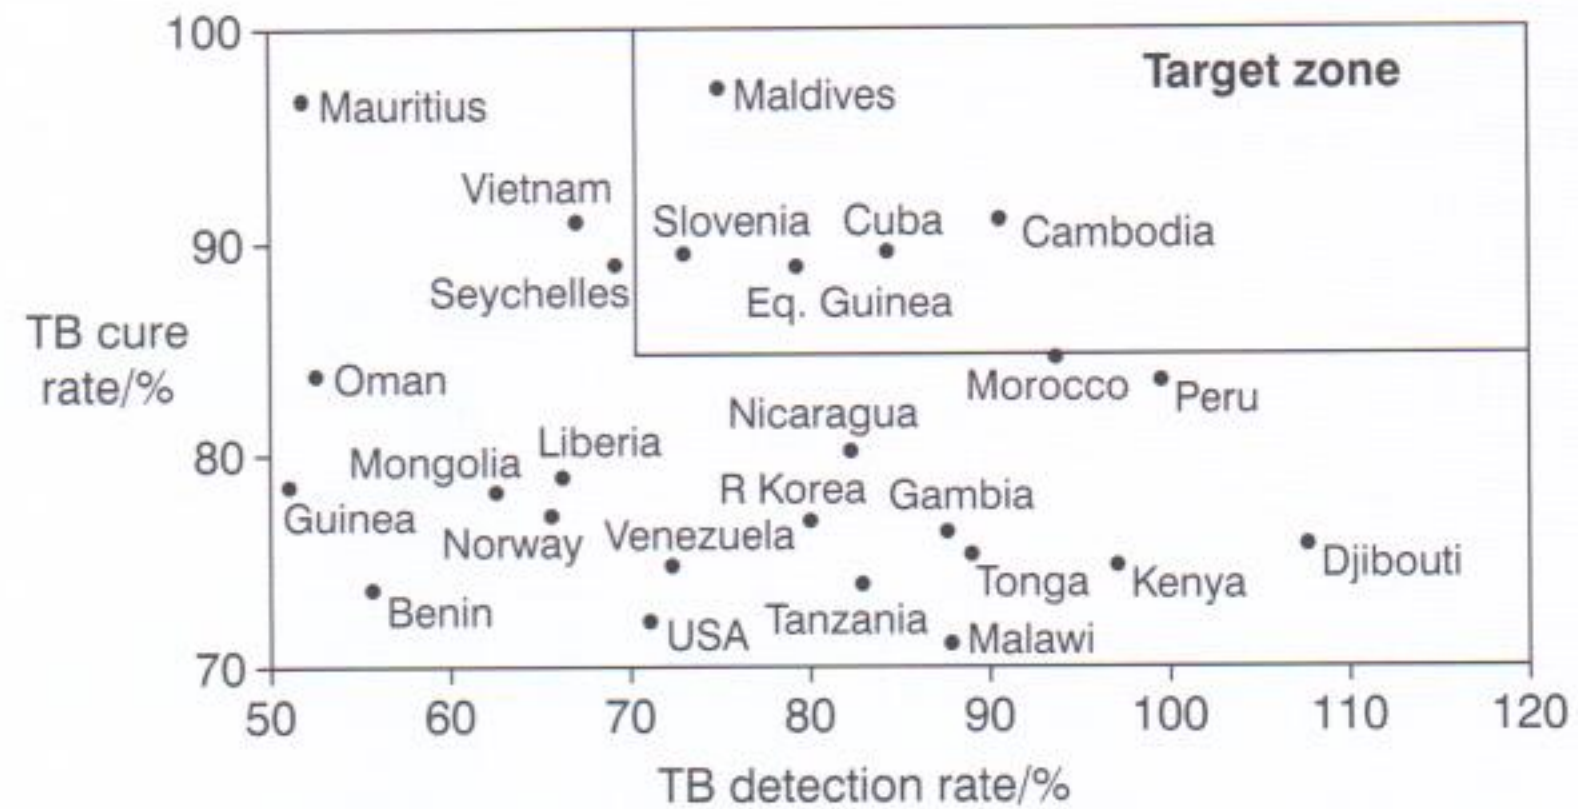 100
Target zone
Maldives
Mauritius
Vietnam
Slovenia
Cuba
Cambodia
90
Seychelles
Eq. Guinea
TB cure
rate/%
Oman
Morocco
Peru
Nicaragua
Liberia
Mongolia
80
R Korea
Gambia
Guinea
Norway
Venezuela
Djibouti
Tonga
Kenya
Benin
Tanzania
USA
Malawi
70
50 60 70 80 90 100 110 120
TB detection rate/%